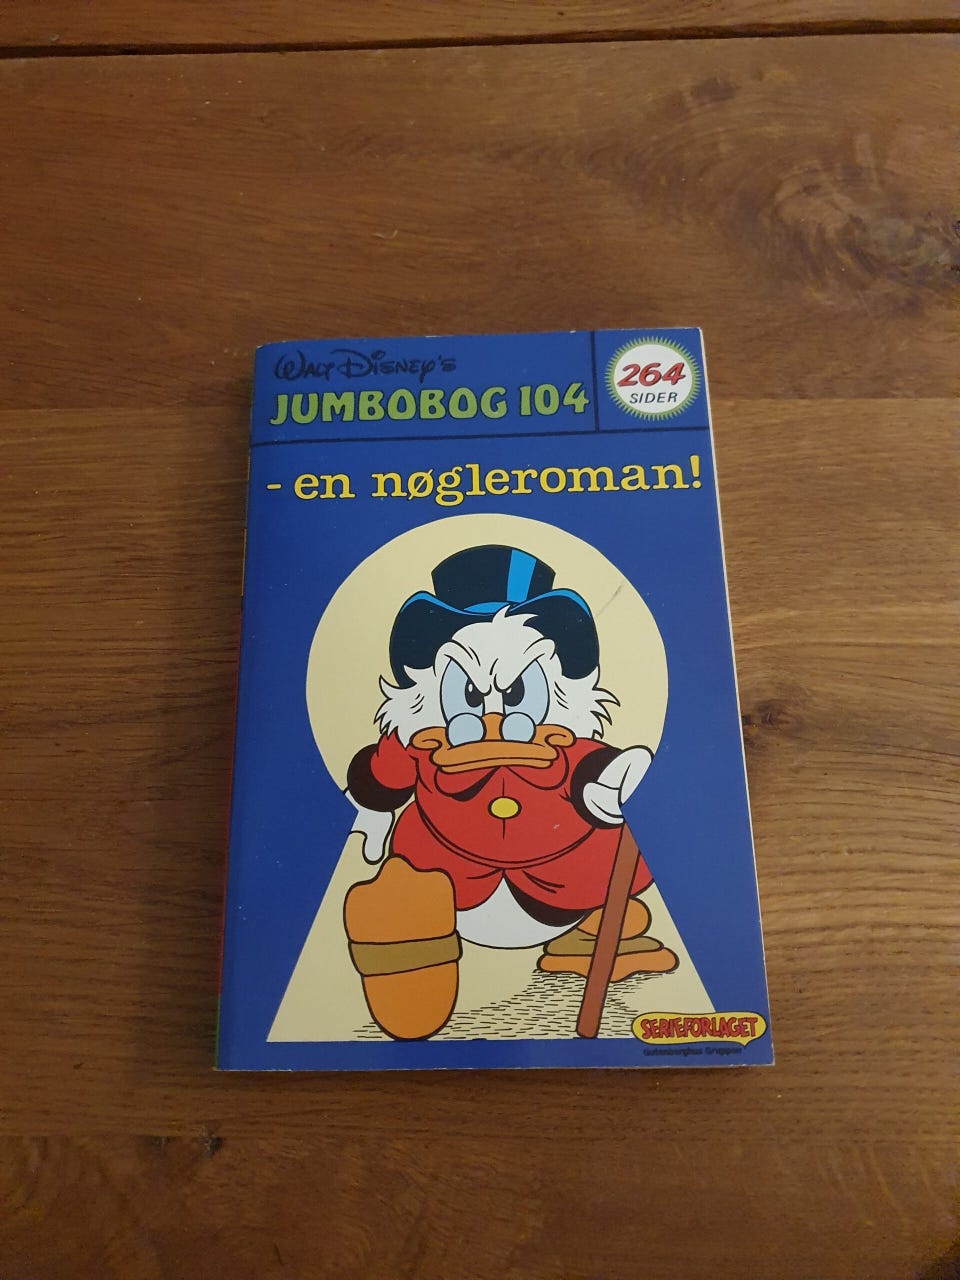 Walt Disney's
JUMBOBOG 104
264
SIDER
- en nøgleroman!
SERIEFORLAGET
Gutenberghus Gruppen